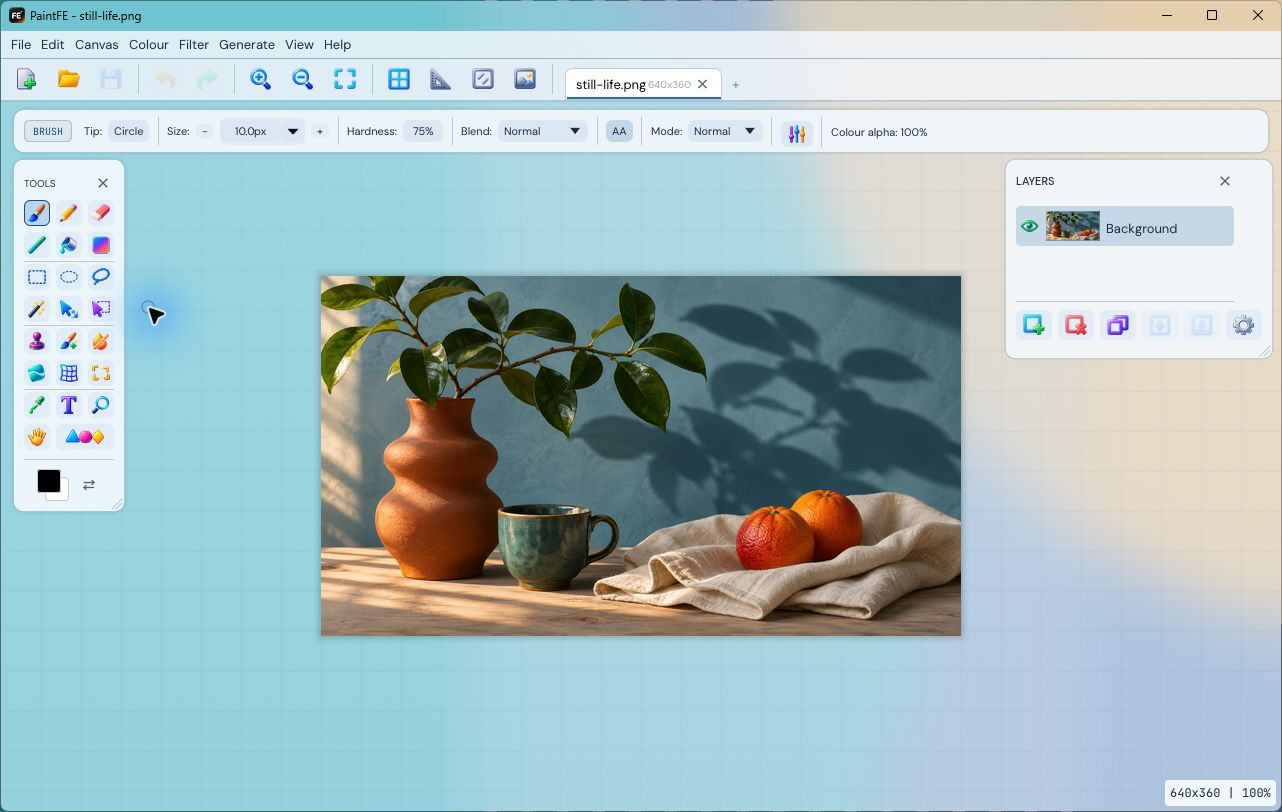 FE PaintFE - still-life.png
File Edit Canvas Colour Filter Generate View Help
still-life.png 640x360 +
BRUSH Tip: Circle Size: - 10.0px + Hardness: 75% Blend: Normal AA Mode: Normal Colour alpha: 100%
TOOLS
T
LAYERS
Background
640x360 | 100%